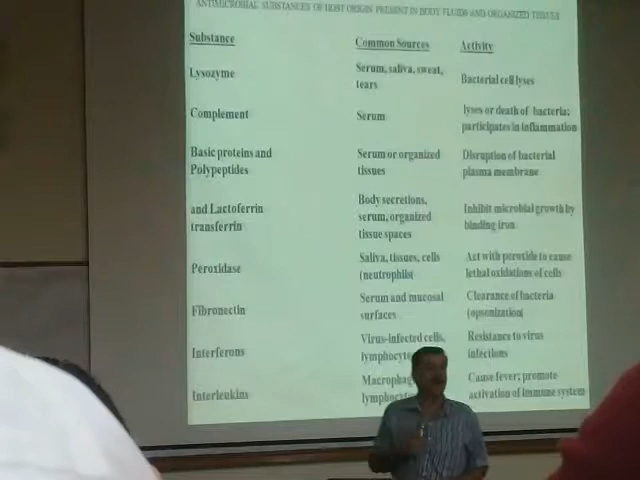 ANTIMICROBIAL SUBSTANCES OF HOST ORIGIN PRESENT IN BODY FLUIDS AND ORGANIZED TISSUES
Substance Common Sources Activity
Lysozyme
Serum, saliva, sweat,
tears
Bacterial cell lyses
Complement
Serum
lyses or death of bacteria;
participates in inflammation
Basic proteins and
Polypeptides
Serum or organized
tissues
Disruption of bacterial
plasma membrane
and Lactoferrin
transferrin
Body secretions,
serum, organized
tissue spaces
Inhibit microbial growth by
binding iron
Peroxidase
Saliva, tissues, cells
(neutrophils(
Act with peroxide to cause
lethal oxidations of cells
Fibronectin
Serum and mucosal
surfaces
Clearance of bacteria
(opsonization(
Interferons
Virus-infected cells,
Resistance to virus
infections
Interleukins
Cause fever; promote
activation of immune system